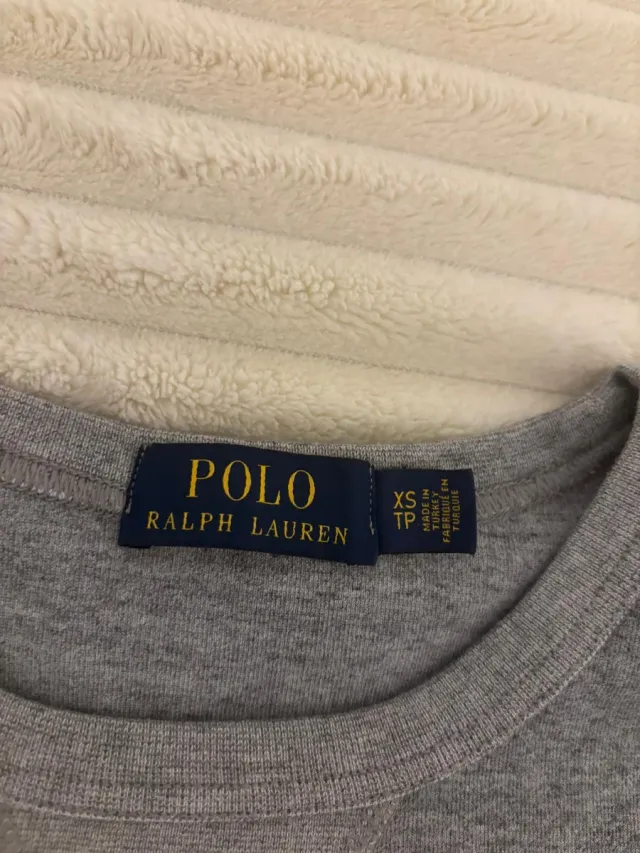 POLO
RALPH LAUREN
XS
TP
MADE IN
TURKEY
FABRIQUÉ EN
TURQUIE